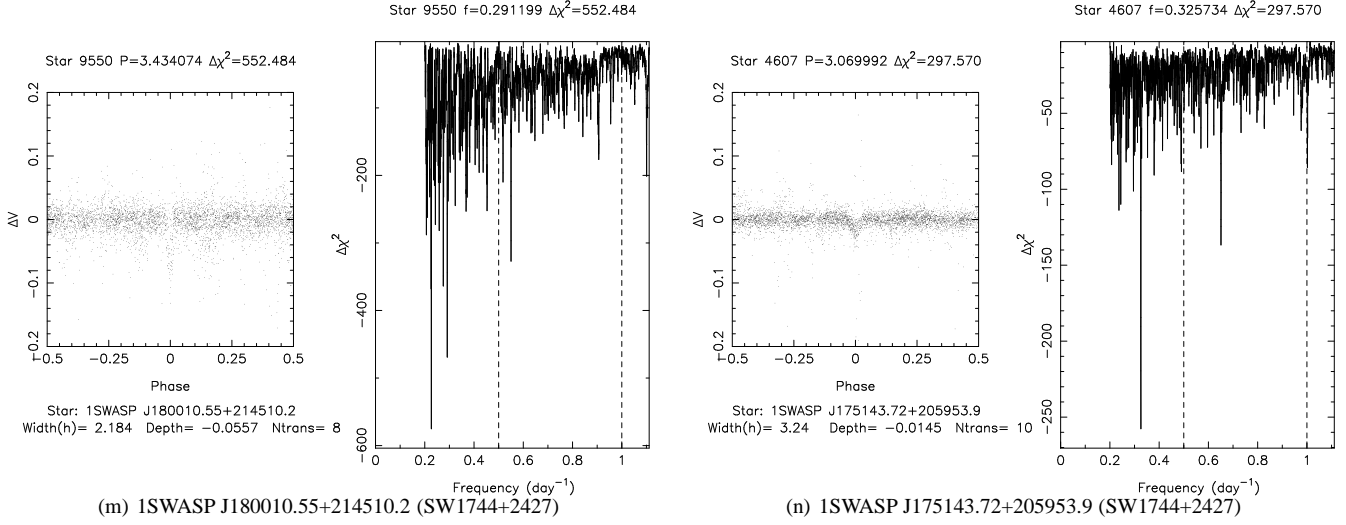 Star 9550 f=0.291199 Δχ²=552.484
Star 9550 P=3.434074 Δχ²=552.484
0.2
0.1
0
−0.1
−0.2
ΔV
−0.5 −0.25 0 0.25 0.5
Phase
Star: 1SWASP J180010.55+214510.2
Width(h)= 2.184 Depth= −0.0557 Ntrans= 8
−200
−400
−600
Δχ²
0 0.2 0.4 0.6 0.8 1
Frequency (day⁻¹)
(m) 1SWASP J180010.55+214510.2 (SW1744+2427)
Star 4607 f=0.325734 Δχ²=297.570
Star 4607 P=3.069992 Δχ²=297.570
0.2
0.1
0
−0.1
−0.2
ΔV
−0.5 −0.25 0 0.25 0.5
Phase
Star: 1SWASP J175143.72+205953.9
Width(h)= 3.24 Depth= −0.0145 Ntrans= 10
−50
−100
−150
−200
−250
Δχ²
0 0.2 0.4 0.6 0.8 1
Frequency (day⁻¹)
(n) 1SWASP J175143.72+205953.9 (SW1744+2427)